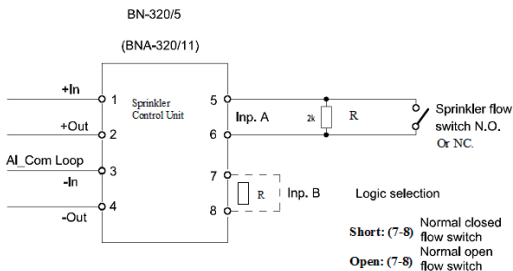 BN-320/5
(BNA-320/11)
+In
1
Sprinkler
Control Unit
5
Inp. A
2k
R
Sprinkler flow
switch N.O.
Or NC.
+Out
2
6
AI_Com Loop
3
-In
7
R
Inp. B
Logic selection
4
-Out
8
Short: (7-8) Normal closed
flow switch
Open: (7-8) Normal open
flow switch